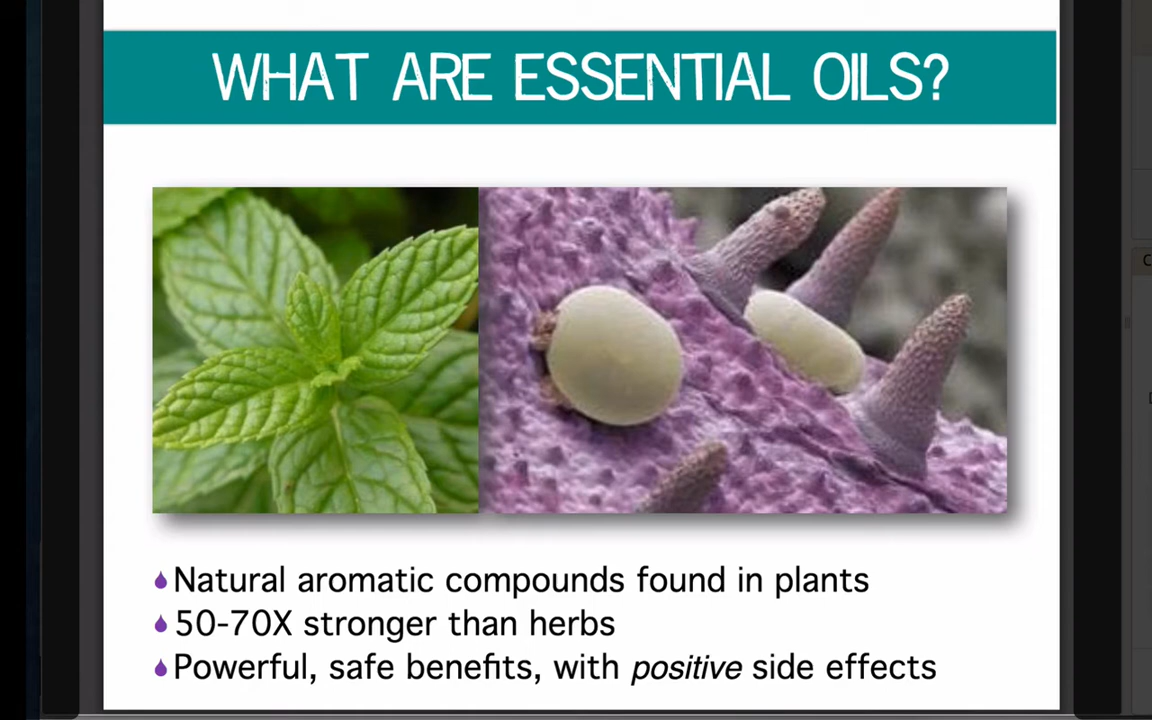 WHAT ARE ESSENTIAL OILS?
Natural aromatic compounds found in plants
50-70X stronger than herbs
Powerful, safe benefits, with positive side effects